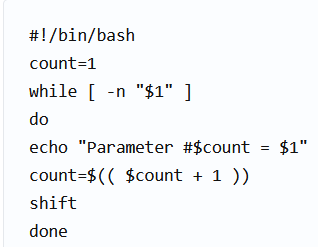 #!/bin/bash
count=1
while [ -n "$1" ]
do
echo "Parameter #$count = $1"
count=$(( $count + 1 ))
shift
done